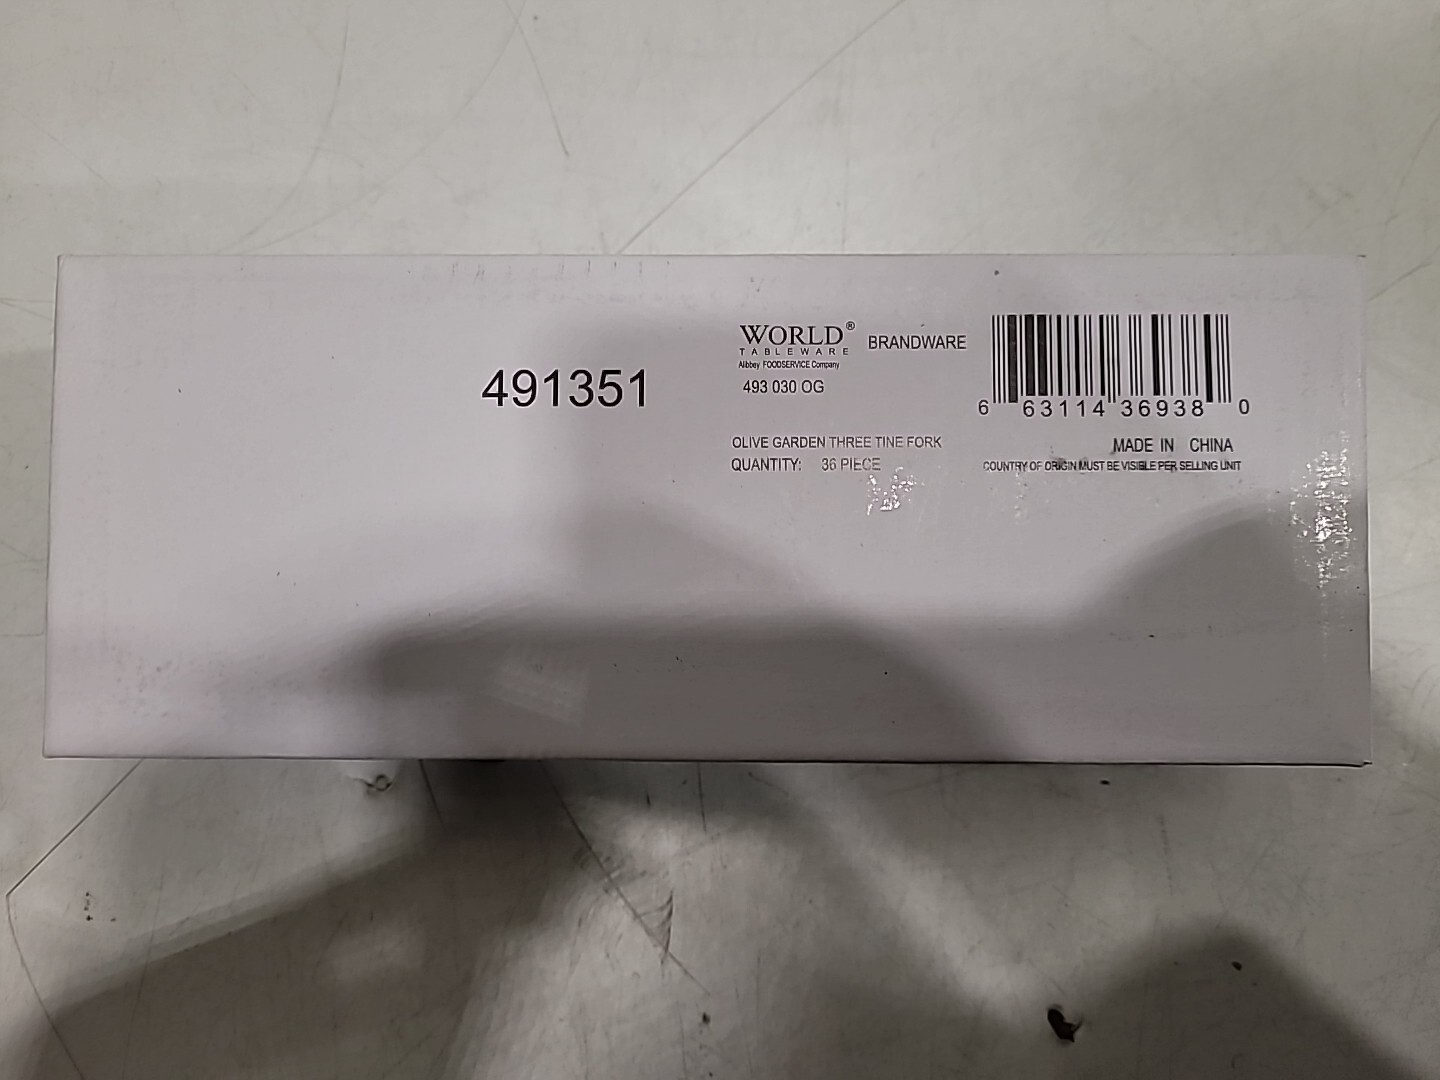 491351
WORLD® BRANDWARE
TABLEWARE
Alibbey FOODSERVICE Company
493 030 OG
OLIVE GARDEN THREE TINE FORK
QUANTITY: 36 PIECE
6 63114 36938 0
MADE IN CHINA
COUNTRY OF ORIGIN MUST BE VISIBLE PER SELLING UNIT